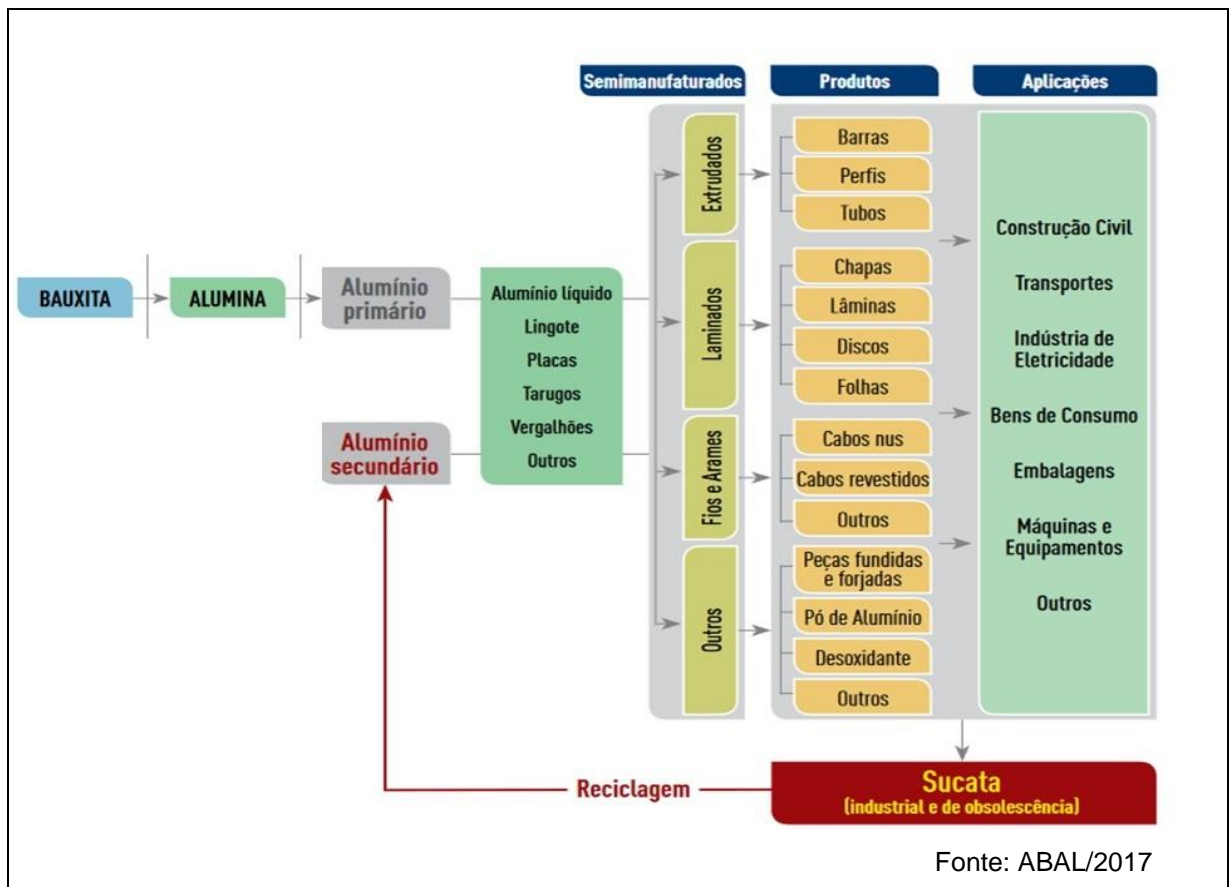 Semimanufaturados
Produtos
Aplicações
BAUXITA
ALUMINA
Alumínio
primário
Alumínio
secundário
Alumínio líquido
Lingote
Placas
Tarugos
Vergalhões
Outros
Extrudados
Laminados
Fios e Arames
Outros
Barras
Perfis
Tubos
Chapas
Lâminas
Discos
Folhas
Cabos nus
Cabos revestidos
Outros
Peças fundidas
e forjadas
Pó de Alumínio
Desoxidante
Outros
Construção Civil
Transportes
Indústria de
Eletricidade
Bens de Consumo
Embalagens
Máquinas e
Equipamentos
Outros
Reciclagem
Sucata
(industrial e de obsolescência)
Fonte: ABAL/2017